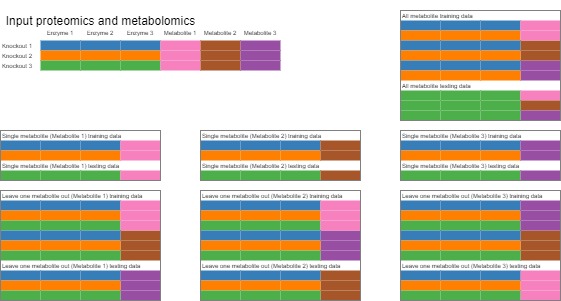 Input proteomics and metabolomics
Enzyme 1 Enzyme 2 Enzyme 3 Metabolite 1 Metabolite 2 Metabolite 3
Knockout 1
Knockout 2
Knockout 3
All metabolite training data
All metabolite testing data
Single metabolite (Metabolite 1) training data
Single metabolite (Metabolite 1) testing data
Single metabolite (Metabolite 2) training data
Single metabolite (Metabolite 2) testing data
Single metabolite (Metabolite 3) training data
Single metabolite (Metabolite 3) testing data
Leave one metabolite out (Metabolite 1) training data
Leave one metabolite out (Metabolite 1) testing data
Leave one metabolite out (Metabolite 2) training data
Leave one metabolite out (Metabolite 2) testing data
Leave one metabolite out (Metabolite 3) training data
Leave one metabolite out (Metabolite 3) testing data